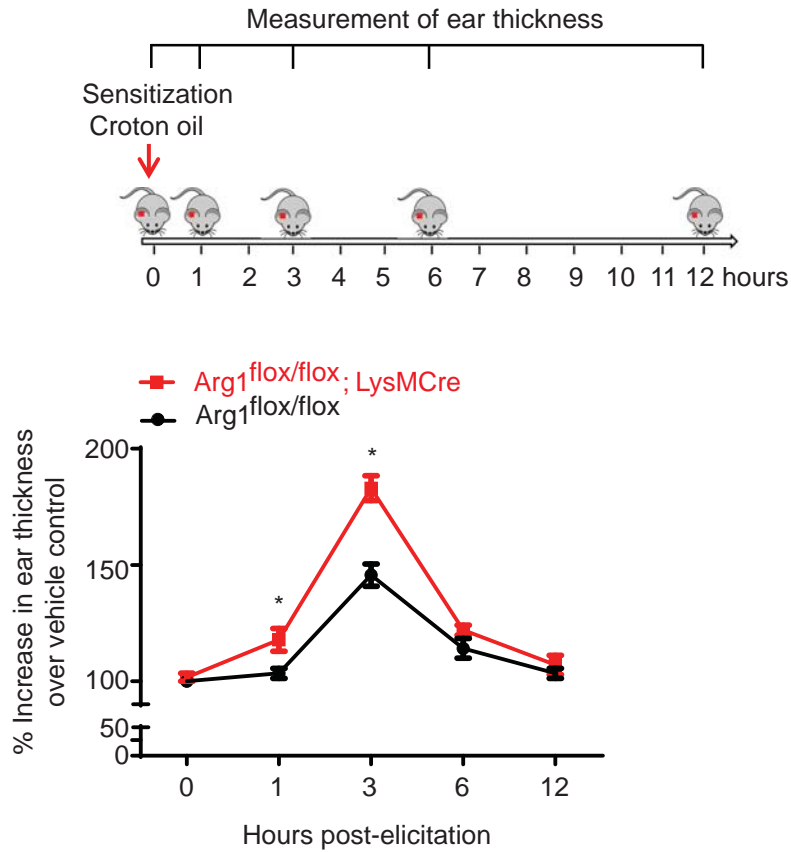 Measurement of ear thickness
Sensitization
Croton oil
0 1 2 3 4 5 6 7 8 9 10 11 12 hours
Arg1flox/flox; LysMCre
Arg1flox/flox
% Increase in ear thickness
over vehicle control
200
*
150
*
100
50
0
0 1 3 6 12
Hours post-elicitation